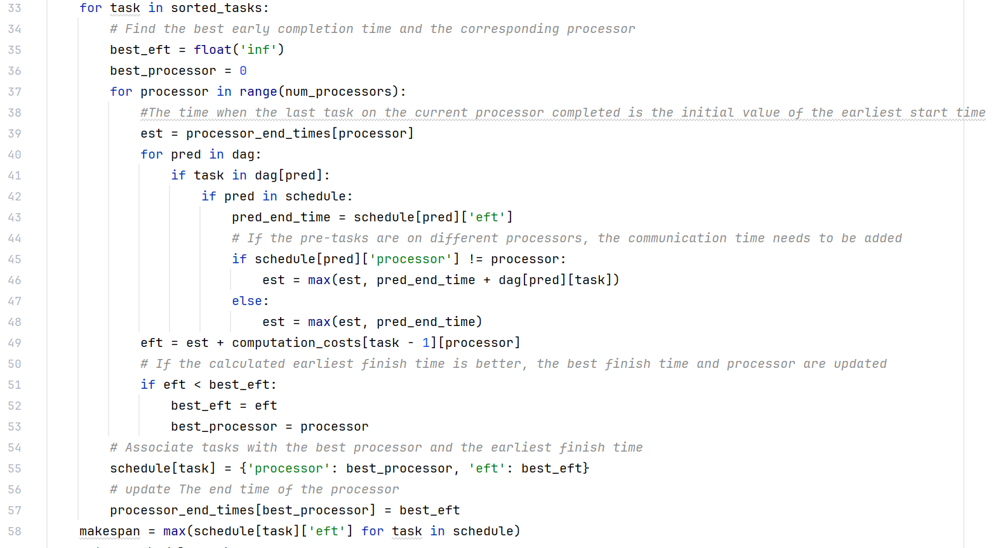 33 for task in sorted_tasks:
34 # Find the best early completion time and the corresponding processor
35 best_eft = float('inf')
36 best_processor = 0
37 for processor in range(num_processors):
38 #The time when the last task on the current processor completed is the initial value of the earliest start time
39 est = processor_end_times[processor]
40 for pred in dag:
41 if task in dag[pred]:
42 if pred in schedule:
43 pred_end_time = schedule[pred]['eft']
44 # If the pre-tasks are on different processors, the communication time needs to be added
45 if schedule[pred]['processor'] != processor:
46 est = max(est, pred_end_time + dag[pred][task])
47 else:
48 est = max(est, pred_end_time)
49 eft = est + computation_costs[task - 1][processor]
50 # If the calculated earliest finish time is better, the best finish time and processor are updated
51 if eft < best_eft:
52 best_eft = eft
53 best_processor = processor
54 # Associate tasks with the best processor and the earliest finish time
55 schedule[task] = {'processor': best_processor, 'eft': best_eft}
56 # update The end time of the processor
57 processor_end_times[best_processor] = best_eft
58 makespan = max(schedule[task]['eft'] for task in schedule)